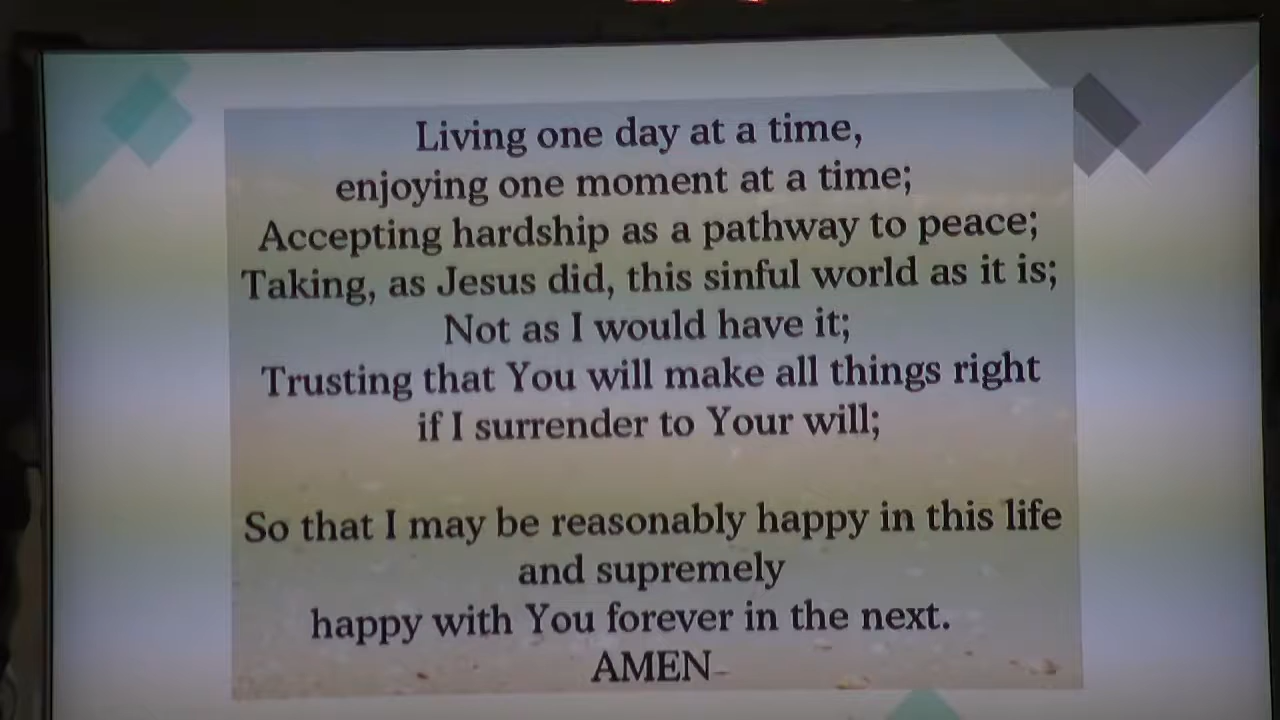 Living one day at a time,
enjoying one moment at a time;
Accepting hardship as a pathway to peace;
Taking, as Jesus did, this sinful world as it is;
Not as I would have it;
Trusting that You will make all things right
if I surrender to Your will;
So that I may be reasonably happy in this life
and supremely
happy with You forever in the next.
AMEN